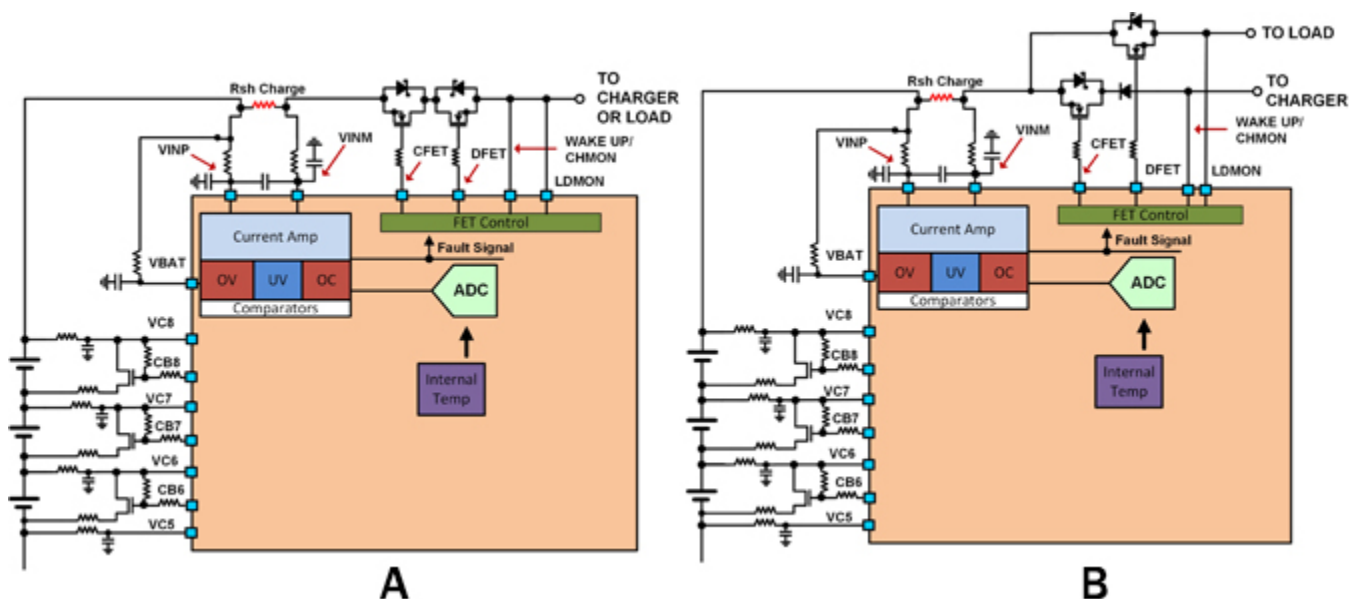 Rsh Charge
TO
CHARGER
OR LOAD
VINP
VINM
CFET
DFET
WAKE UP/
CHMON
LDMON
FET Control
Current Amp
Fault Signal
VBAT
OV
UV
OC
ADC
Comparators
VC8
CB8
Internal
Temp
VC7
CB7
VC6
CB6
VC5
A
TO LOAD
Rsh Charge
TO
CHARGER
VINP
VINM
CFET
WAKE UP/
CHMON
DFET
LDMON
FET Control
Current Amp
Fault Signal
VBAT
OV
UV
OC
ADC
Comparators
VC8
CB8
Internal
Temp
VC7
CB7
VC6
CB6
VC5
B